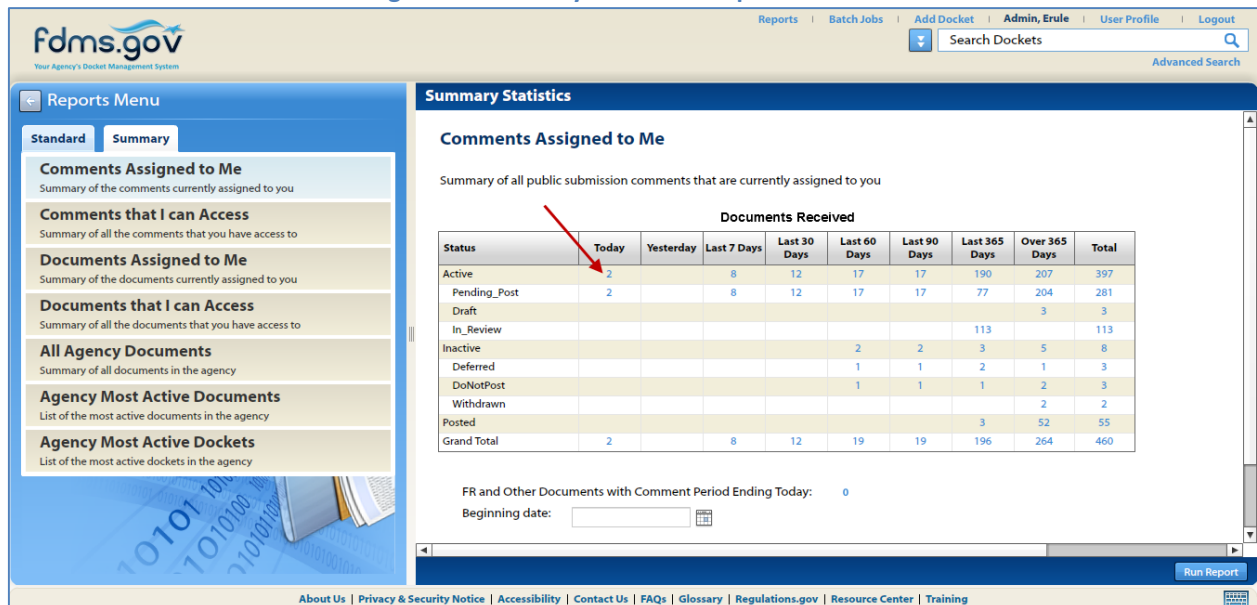 Reports | Batch Jobs | Add Docket | Admin, Erule | User Profile | Logout
fdms.gov
Your Agency's Docket Management System
Search Dockets
Advanced Search
Reports Menu
Standard Summary
Comments Assigned to Me
Summary of the comments currently assigned to you
Comments that I can Access
Summary of all the comments that you have access to
Documents Assigned to Me
Summary of the documents currently assigned to you
Documents that I can Access
Summary of all the documents that you have access to
All Agency Documents
Summary of all documents in the agency
Agency Most Active Documents
List of the most active documents in the agency
Agency Most Active Dockets
List of the most active dockets in the agency
Summary Statistics
Comments Assigned to Me
Summary of all public submission comments that are currently assigned to you
Documents Received
Status Today Yesterday Last 7 Days Last 30 Days Last 60 Days Last 90 Days Last 365 Days Over 365 Days Total
Active 2 8 12 17 17 190 207 397
Pending_Post 2 8 12 17 17 77 204 281
Draft 3 3
In_Review 113 113
Inactive 2 2 3 5 8
Deferred 1 1 2 1 3
DoNotPost 1 1 1 2 3
Withdrawn 2 2
Posted 3 52 55
Grand Total 2 8 12 19 19 196 264 460
FR and Other Documents with Comment Period Ending Today: 0
Beginning date:
Run Report
About Us | Privacy & Security Notice | Accessibility | Contact Us | FAQs | Glossary | Regulations.gov | Resource Center | Training